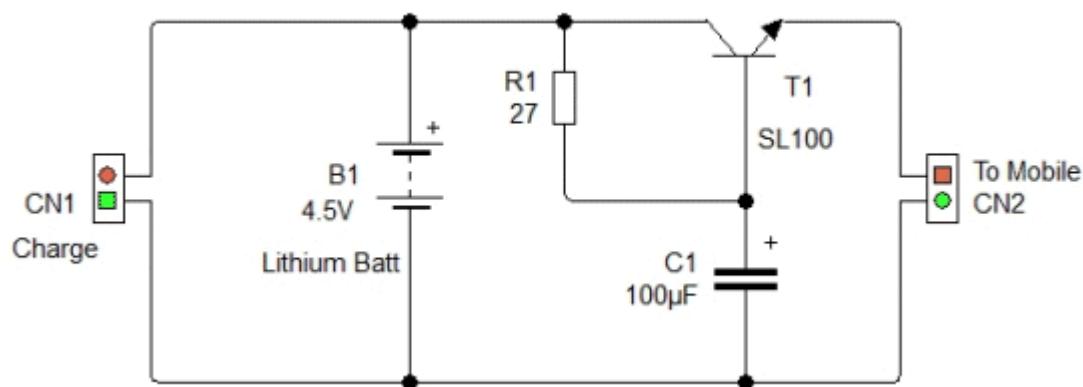 CN1
Charge
B1
4.5V
Lithium Batt
+
R1
27
T1
SL100
C1
100µF
+
To Mobile
CN2